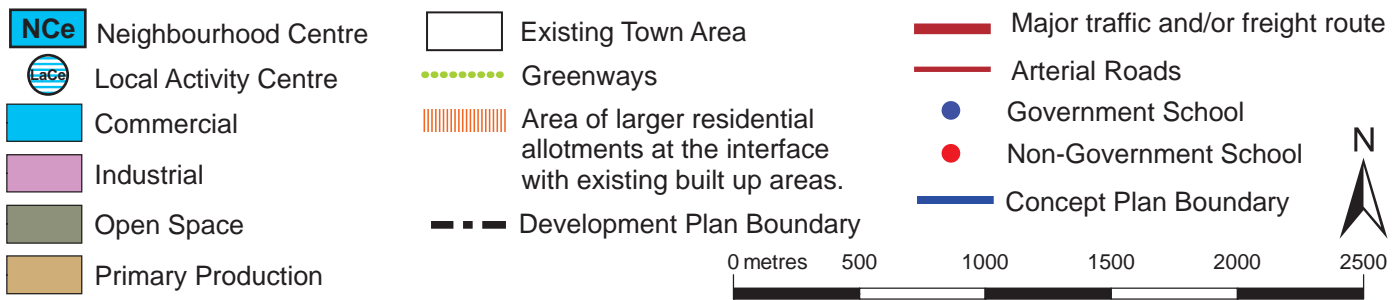 NCe Neighbourhood Centre
LaCe Local Activity Centre
Commercial
Industrial
Open Space
Primary Production
Existing Town Area
Greenways
Area of larger residential
allotments at the interface
with existing built up areas.
Development Plan Boundary
Major traffic and/or freight route
Arterial Roads
Government School
Non-Government School
Concept Plan Boundary
N
0 metres 500 1000 1500 2000 2500